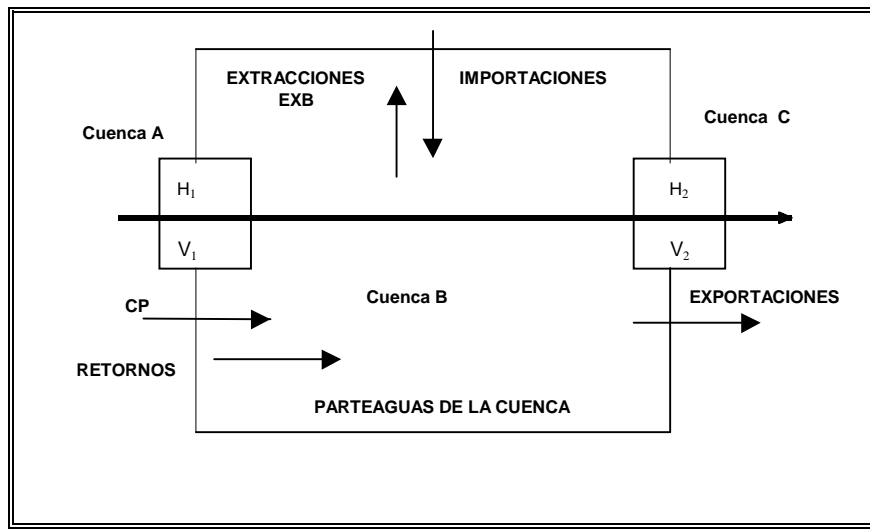 EXTRACCIONES
EXB
IMPORTACIONES
Cuenca A
Cuenca C
H₁
H₂
V₁
V₂
CP
Cuenca B
EXPORTACIONES
RETORNOS
PARTEAGUAS DE LA CUENCA